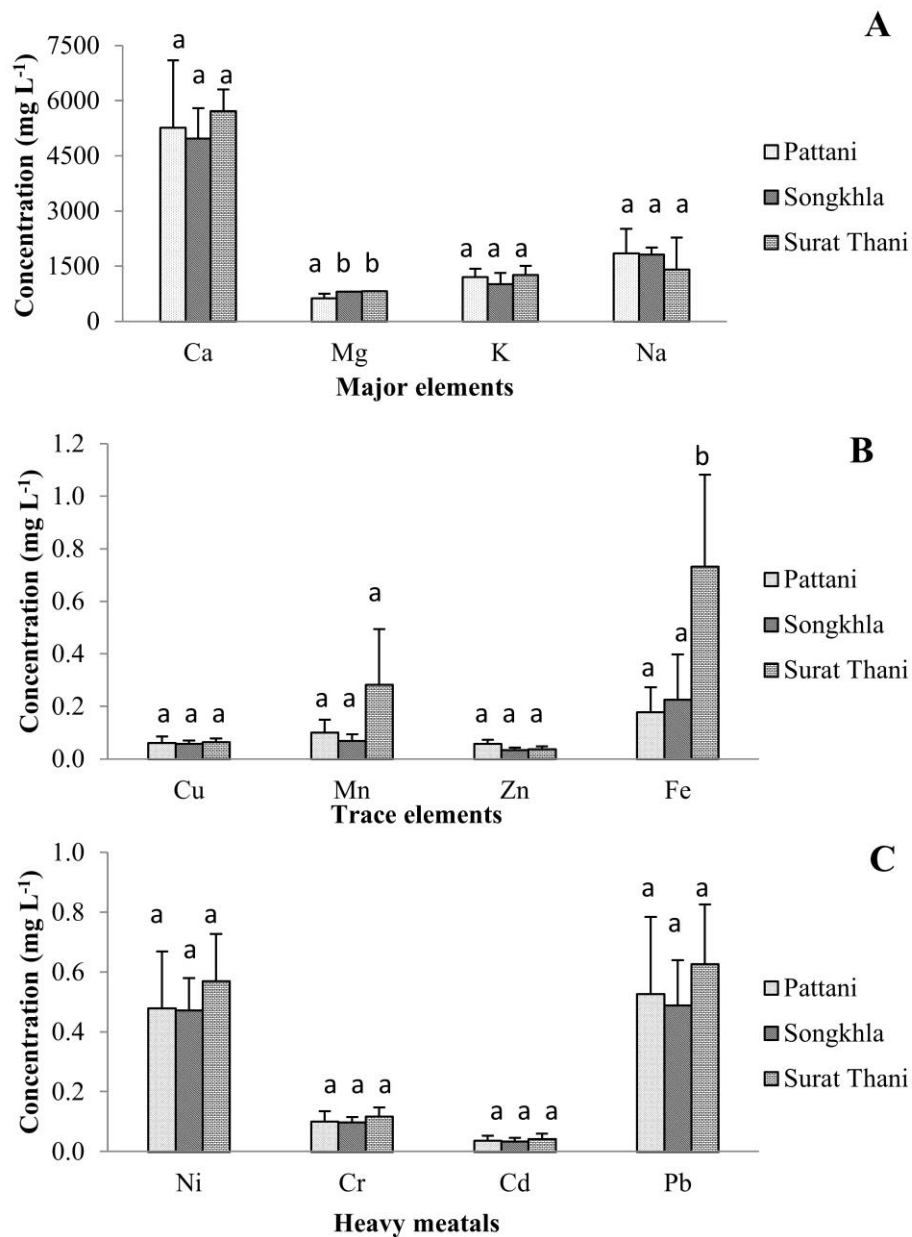 A
Concentration (mg L⁻¹)
7500
6000
4500
3000
1500
0
a a a
a b b
a a a
a a a
Ca Mg K Na
Major elements
Pattani
Songkhla
Surat Thani
B
Concentration (mg L⁻¹)
1.2
1.0
0.8
0.6
0.4
0.2
0.0
a a a
a a a
a a a
a a b
Cu Mn Zn Fe
Trace elements
Pattani
Songkhla
Surat Thani
C
Concentration (mg L⁻¹)
1.0
0.8
0.6
0.4
0.2
0.0
a a a
a a a
a a a
a a a
Ni Cr Cd Pb
Heavy meatals
Pattani
Songkhla
Surat Thani